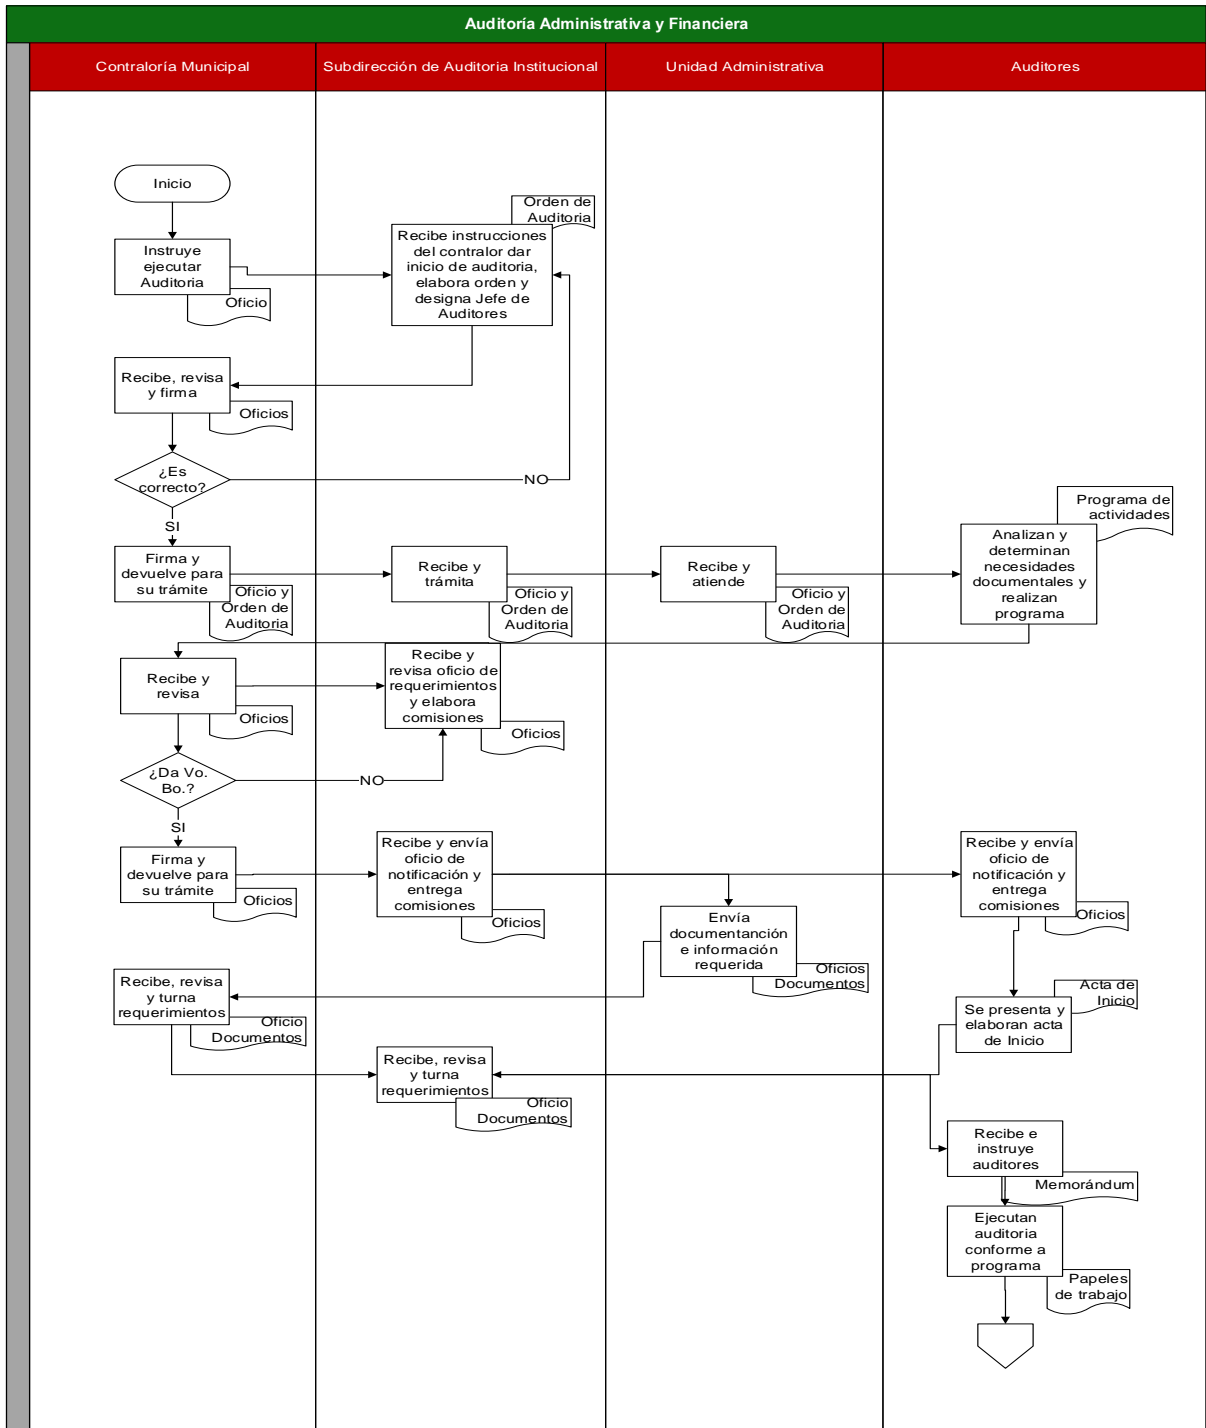 Auditoría Administrativa y Financiera
Contraloría Municipal
Subdirección de Auditoria Institucional
Unidad Administrativa
Auditores
Inicio
Orden de
Auditoria
Instruye
ejecutar
Auditoria
Oficio
Recibe instrucciones
del contralor dar
inicio de auditoria,
elabora orden y
designa Jefe de
Auditores
Recibe, revisa
y firma
Oficios
¿Es
correcto?
NO
SI
Firma y
devuelve para
su trámite
Oficio y
Orden de
Auditoria
Recibe y
trámita
Oficio y
Orden de
Auditoria
Recibe y
atiende
Oficio y
Orden de
Auditoria
Programa de
actividades
Analizan y
determinan
necesidades
documentales y
realizan
programa
Recibe y
revisa
Oficios
Recibe y
revisa oficio de
requerimientos
y elabora
comisiones
Oficios
¿Da Vo.
Bo.?
NO
SI
Firma y
devuelve para
su trámite
Oficios
Recibe y envía
oficio de
notificación y
entrega
comisiones
Oficios
Recibe y envía
oficio de
notificación y
entrega
comisiones
Oficios
Envía
documentanción
e información
requerida
Oficios
Documentos
Recibe, revisa
y turna
requerimientos
Oficio
Documentos
Acta de
Inicio
Se presenta y
elaboran acta
de Inicio
Recibe, revisa
y turna
requerimientos
Oficio
Documentos
Recibe e
instruye
auditores
Memorándum
Ejecutan
auditoria
conforme a
programa
Papeles
de trabajo